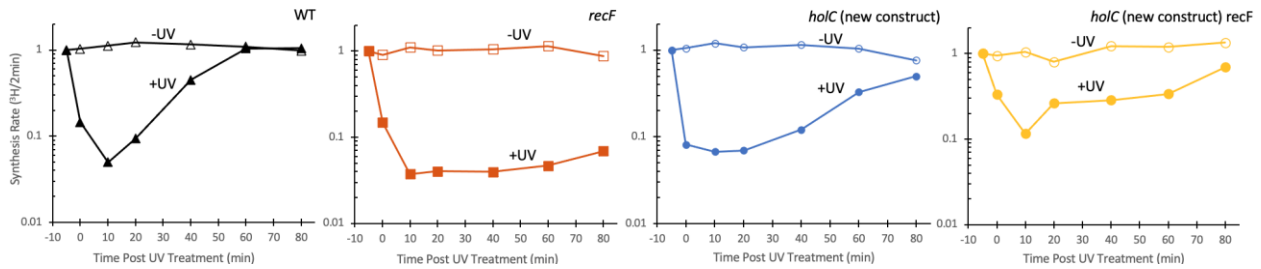 WT
Synthesis Rate (³H/2min)
1
0.1
0.01
-UV
+UV
-10 0 10 20 30 40 50 60 70 80
Time Post UV Treatment (min)
recF
1
0.1
0.01
-UV
+UV
-10 0 10 20 30 40 50 60 70 80
Time Post UV Treatment (min)
holC (new construct)
1
0.1
0.01
-UV
+UV
-10 0 10 20 30 40 50 60 70 80
Time Post UV Treatment (min)
holC (new construct) recF
1
0.1
0.01
-UV
+UV
-10 0 10 20 30 40 50 60 70 80
Time Post UV Treatment (min)